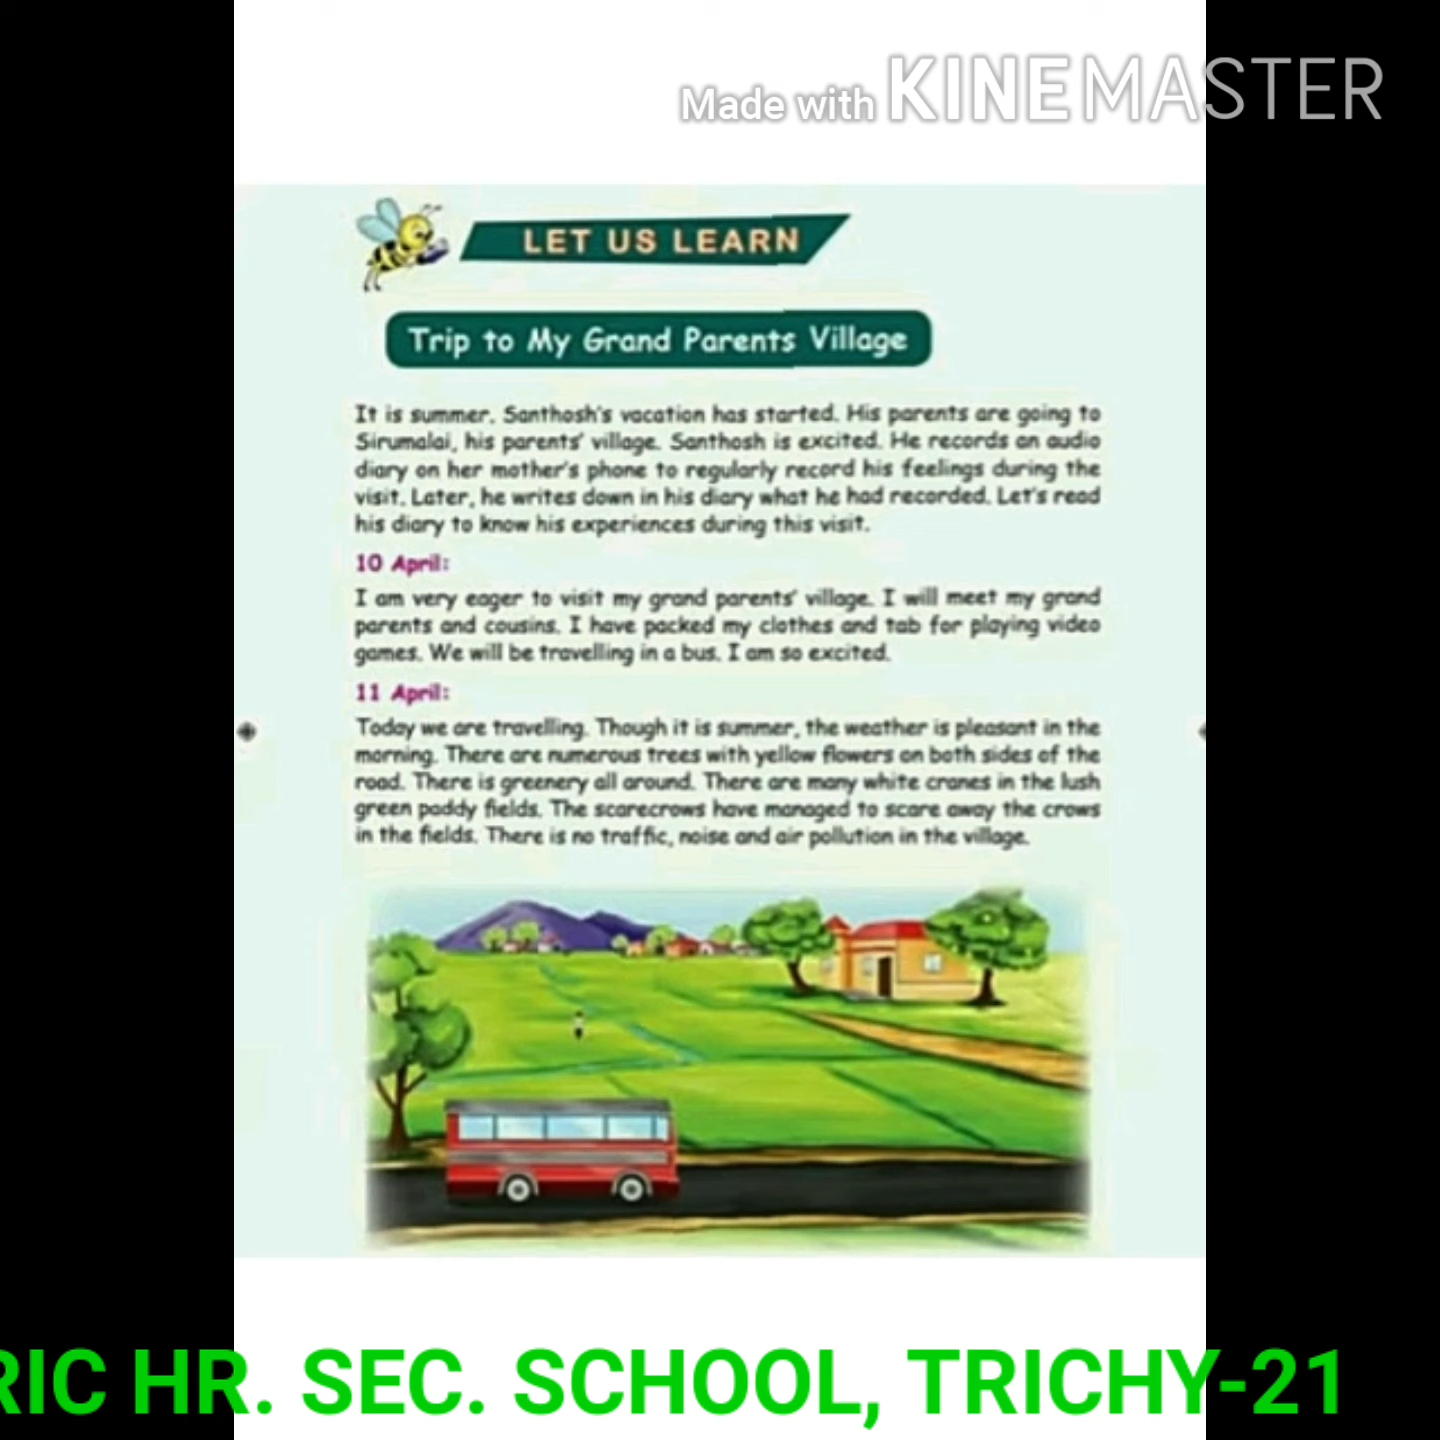 Made with KINEMASTER
LET US LEARN
Trip to My Grand Parents Village
It is summer. Santhosh's vacation has started. His parents are going to
Sirumalai, his parents' village. Santhosh is excited. He records an audio
diary on her mother's phone to regularly record his feelings during the
visit. Later, he writes down in his diary what he had recorded. Let's read
his diary to know his experiences during this visit.
10 April:
I am very eager to visit my grand parents' village. I will meet my grand
parents and cousins. I have packed my clothes and tab for playing video
games. We will be travelling in a bus. I am so excited.
11 April:
Today we are travelling. Though it is summer, the weather is pleasant in the
morning. There are numerous trees with yellow flowers on both sides of the
road. There is greenery all around. There are many white cranes in the lush
green paddy fields. The scarecrows have managed to scare away the crows
in the fields. There is no traffic, noise and air pollution in the village.
RIC HR. SEC. SCHOOL, TRICHY-21